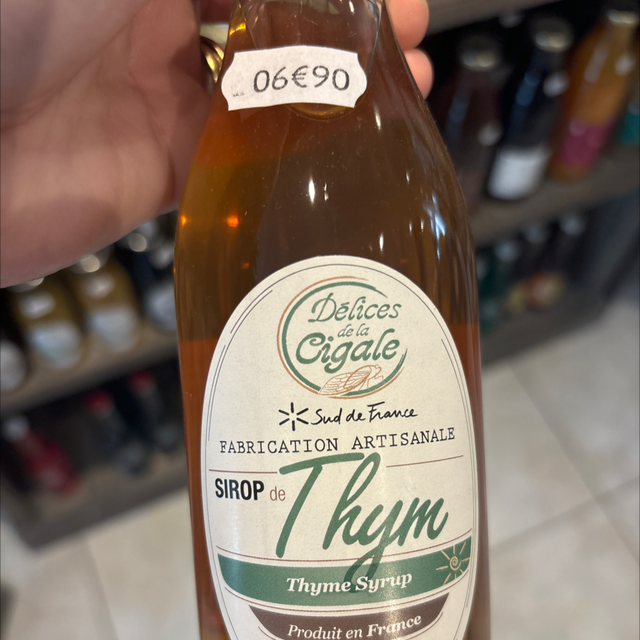 06€90
Délices
de la
Cigale
Sud de France
FABRICATION ARTISANALE
SIROP de
Thym
Thyme Syrup
Produit en France